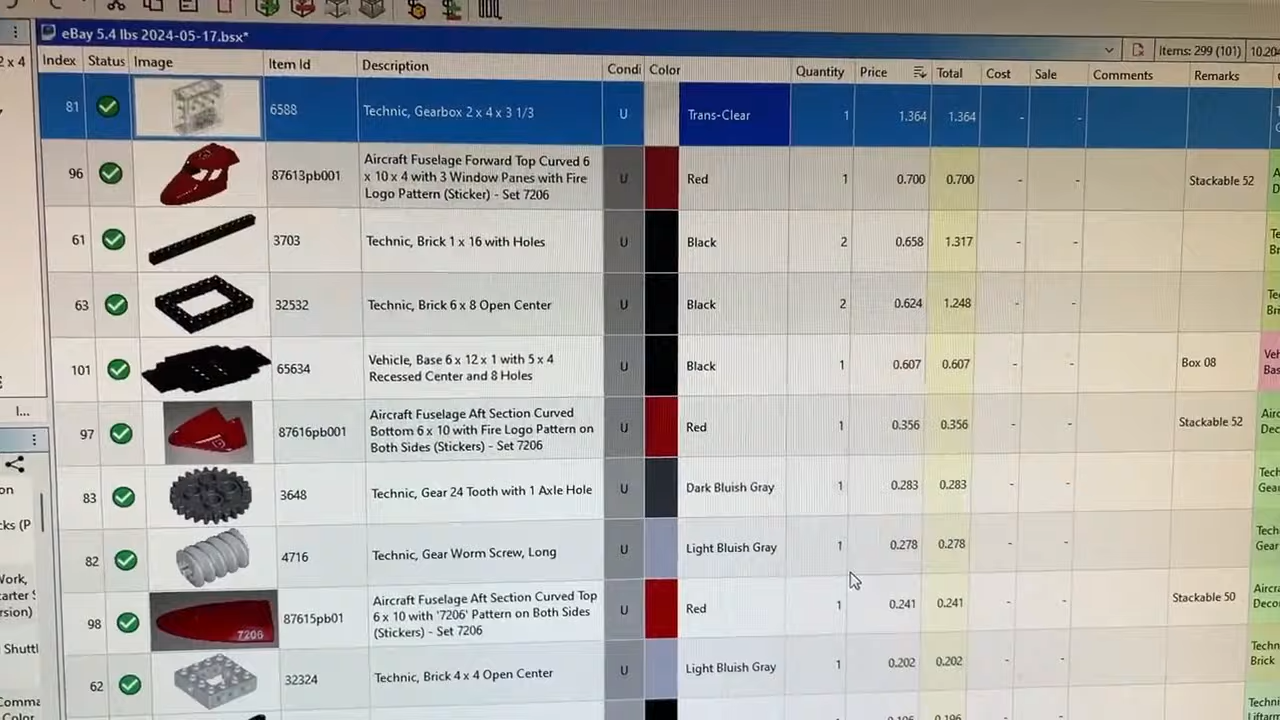 2 x 4
eBay 5.4 lbs 2024-05-17.bsx*
Items: 299 (101)
10.204
Index Status Image Item Id Description Condi Color Quantity Price Total Cost Sale Comments Remarks
81 6588 Technic, Gearbox 2 x 4 x 3 1/3 U Trans-Clear 1 1.364 1.364 - -
96 87613pb001 Aircraft Fuselage Forward Top Curved 6
x 10 x 4 with 3 Window Panes with Fire
Logo Pattern (Sticker) - Set 7206
U Red 1 0.700 0.700 - - Stackable 52
61 3703 Technic, Brick 1 x 16 with Holes U Black 2 0.658 1.317 - -
63 32532 Technic, Brick 6 x 8 Open Center U Black 2 0.624 1.248 - -
101 65634 Vehicle, Base 6 x 12 x 1 with 5 x 4
Recessed Center and 8 Holes
U Black 1 0.607 0.607 - - Box 08
97 87616pb001 Aircraft Fuselage Aft Section Curved
Bottom 6 x 10 with Fire Logo Pattern on
Both Sides (Stickers) - Set 7206
U Red 1 0.356 0.356 - - Stackable 52
83 3648 Technic, Gear 24 Tooth with 1 Axle Hole U Dark Bluish Gray 1 0.283 0.283 - -
82 4716 Technic, Gear Worm Screw, Long U Light Bluish Gray 1 0.278 0.278 - -
98 7206 87615pb01 Aircraft Fuselage Aft Section Curved Top
6 x 10 with '7206' Pattern on Both Sides
(Stickers) - Set 7206
U Red 1 0.241 0.241 - - Stackable 50
62 32324 Technic, Brick 4 x 4 Open Center U Light Bluish Gray 1 0.202 0.202 - -